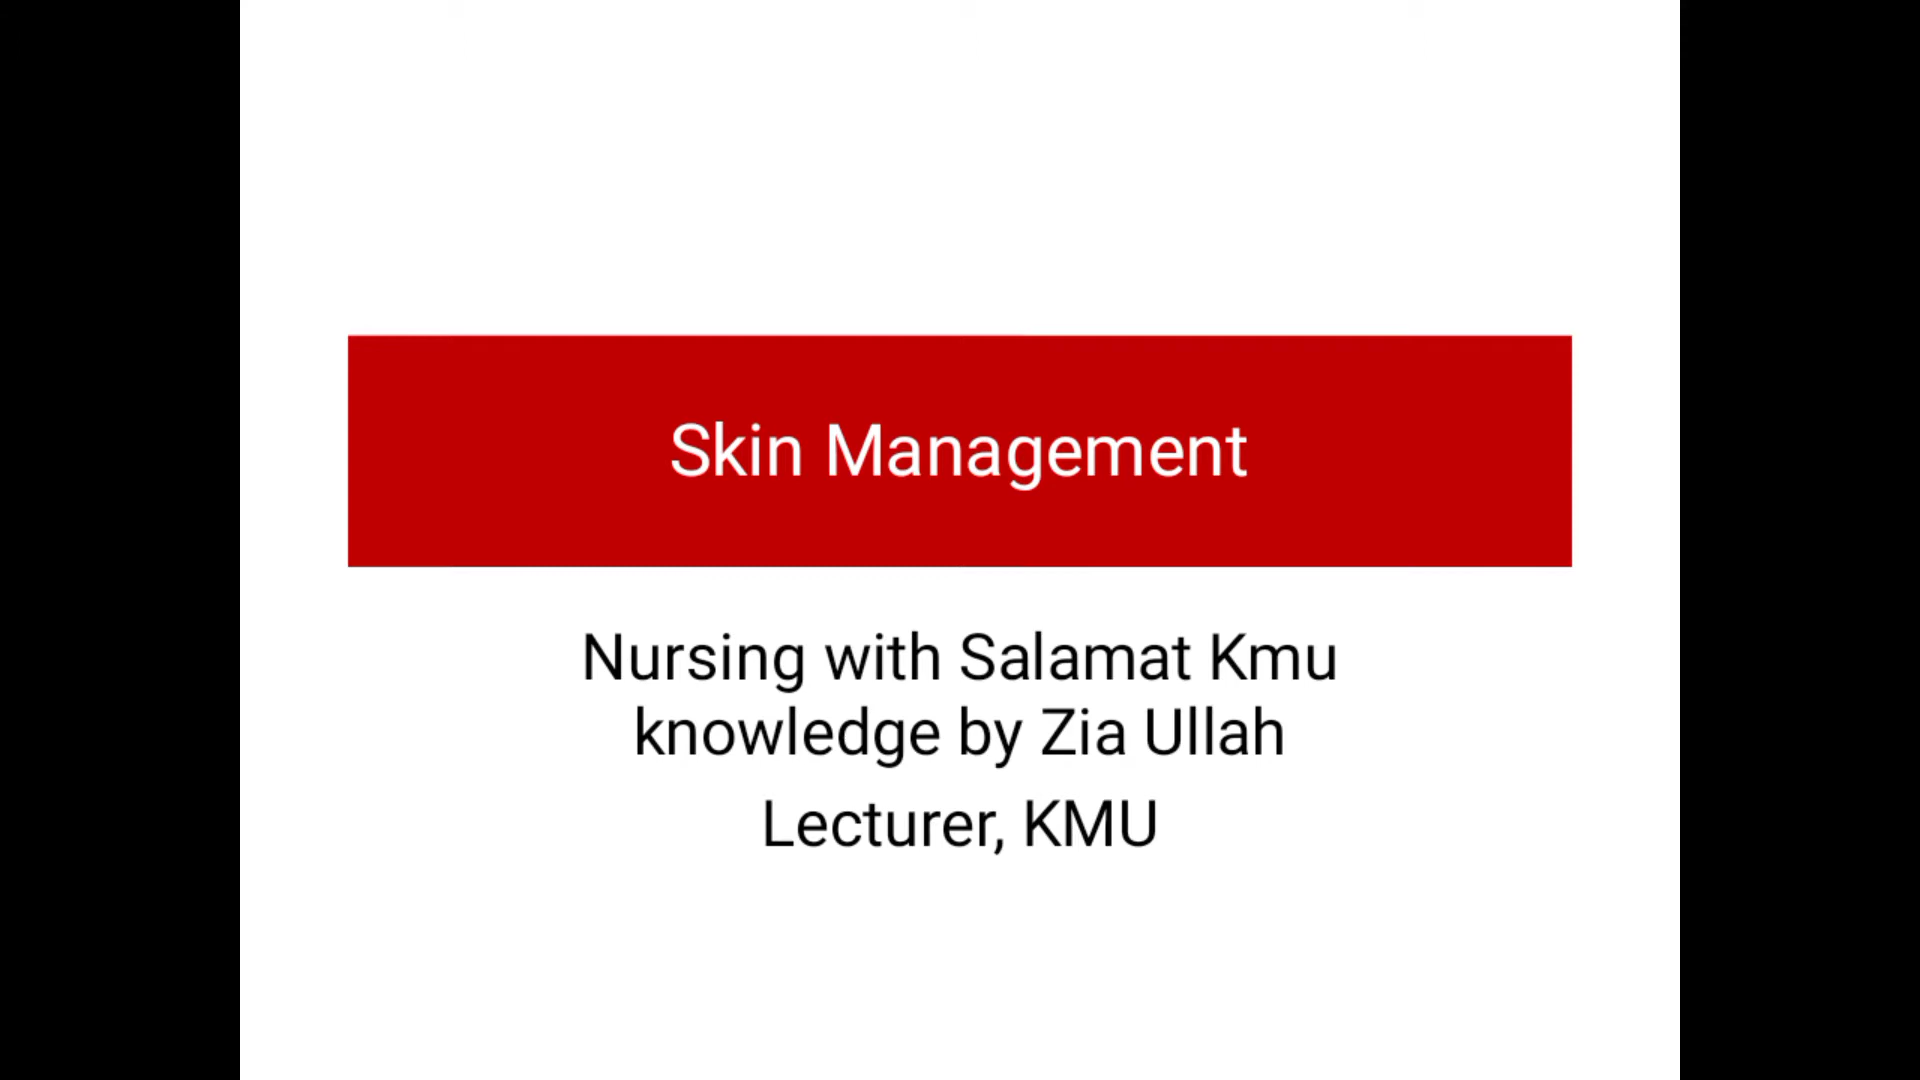 Skin Management
Nursing with Salamat Kmu
knowledge by Zia Ullah
Lecturer, KMU